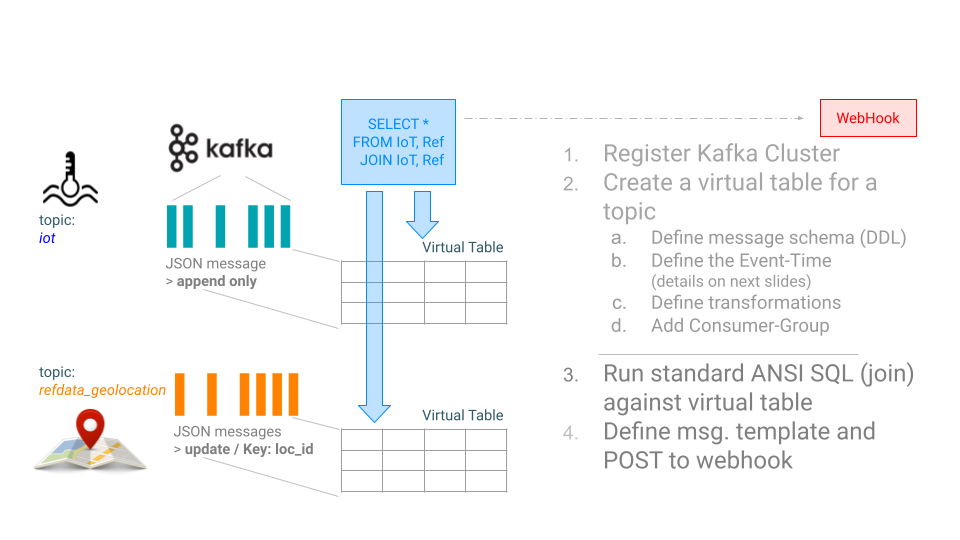 SELECT *
FROM IoT, Ref
JOIN IoT, Ref
WebHook
kafka
topic:
iot
JSON message
> append only
Virtual Table
topic:
refdata_geolocation
JSON messages
> update / Key: loc_id
Virtual Table
1. Register Kafka Cluster
2. Create a virtual table for a
topic
a. Define message schema (DDL)
b. Define the Event-Time
(details on next slides)
c. Define transformations
d. Add Consumer-Group
3. Run standard ANSI SQL (join)
against virtual table
4. Define msg. template and
POST to webhook